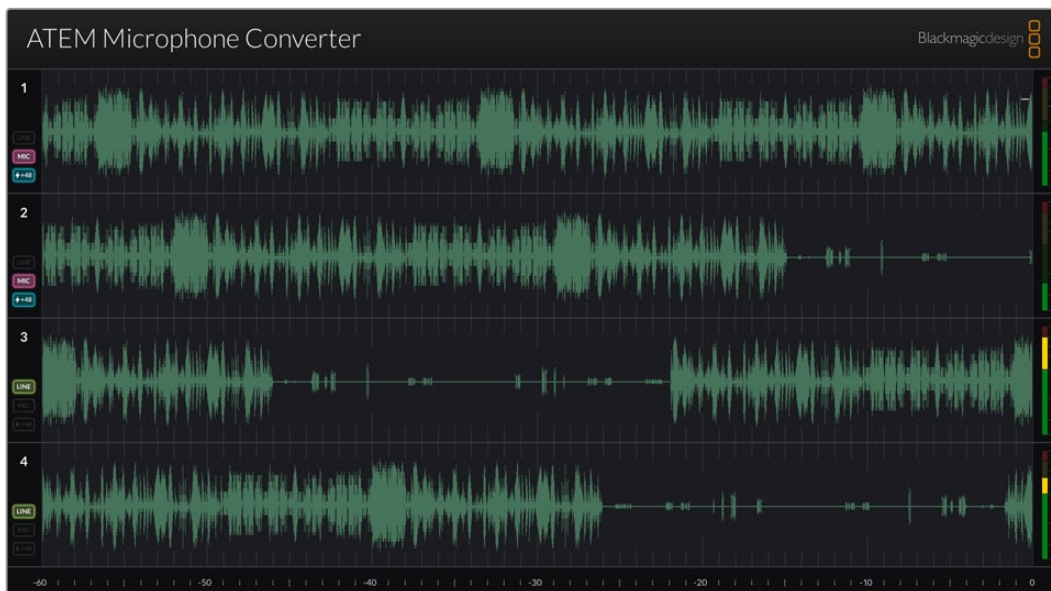 ATEM Microphone Converter
Blackmagicdesign
1
LINE
MIC
+48
2
LINE
MIC
+48
3
LINE
MIC
+48
4
LINE
MIC
+48
-60 -50 -40 -30 -20 -10 0